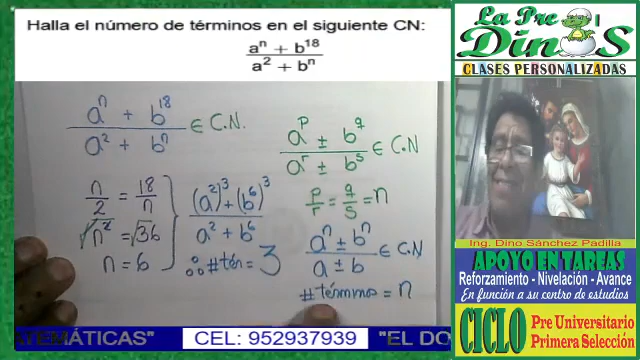 Halla el número de términos en el siguiente CN:
aⁿ + b¹⁸
a² + bⁿ
aⁿ + b¹⁸
a² + bⁿ
∈ C.N.
n/2 = 18/n
√n² = √36
n = 6
(a²)³ + (b⁶)³
a² + b⁶
∴ #tér = 3
aᵖ ± b^q
aʳ ± bˢ
∈ C.N
p/r = q/s = n
aⁿ ± bⁿ
a ± b
∈ C.N
#términos = n
La Pre
DinoS
CLASES PERSONALIZADAS
Ing. Dino Sánchez Padilla
APOYO EN TAREAS
Reforzamiento - Nivelación - Avance
En función a su centro de estudios
CICLO
Pre Universitario
Primera Selección
TEMÁTICAS"
CEL: 952937939
"EL DO